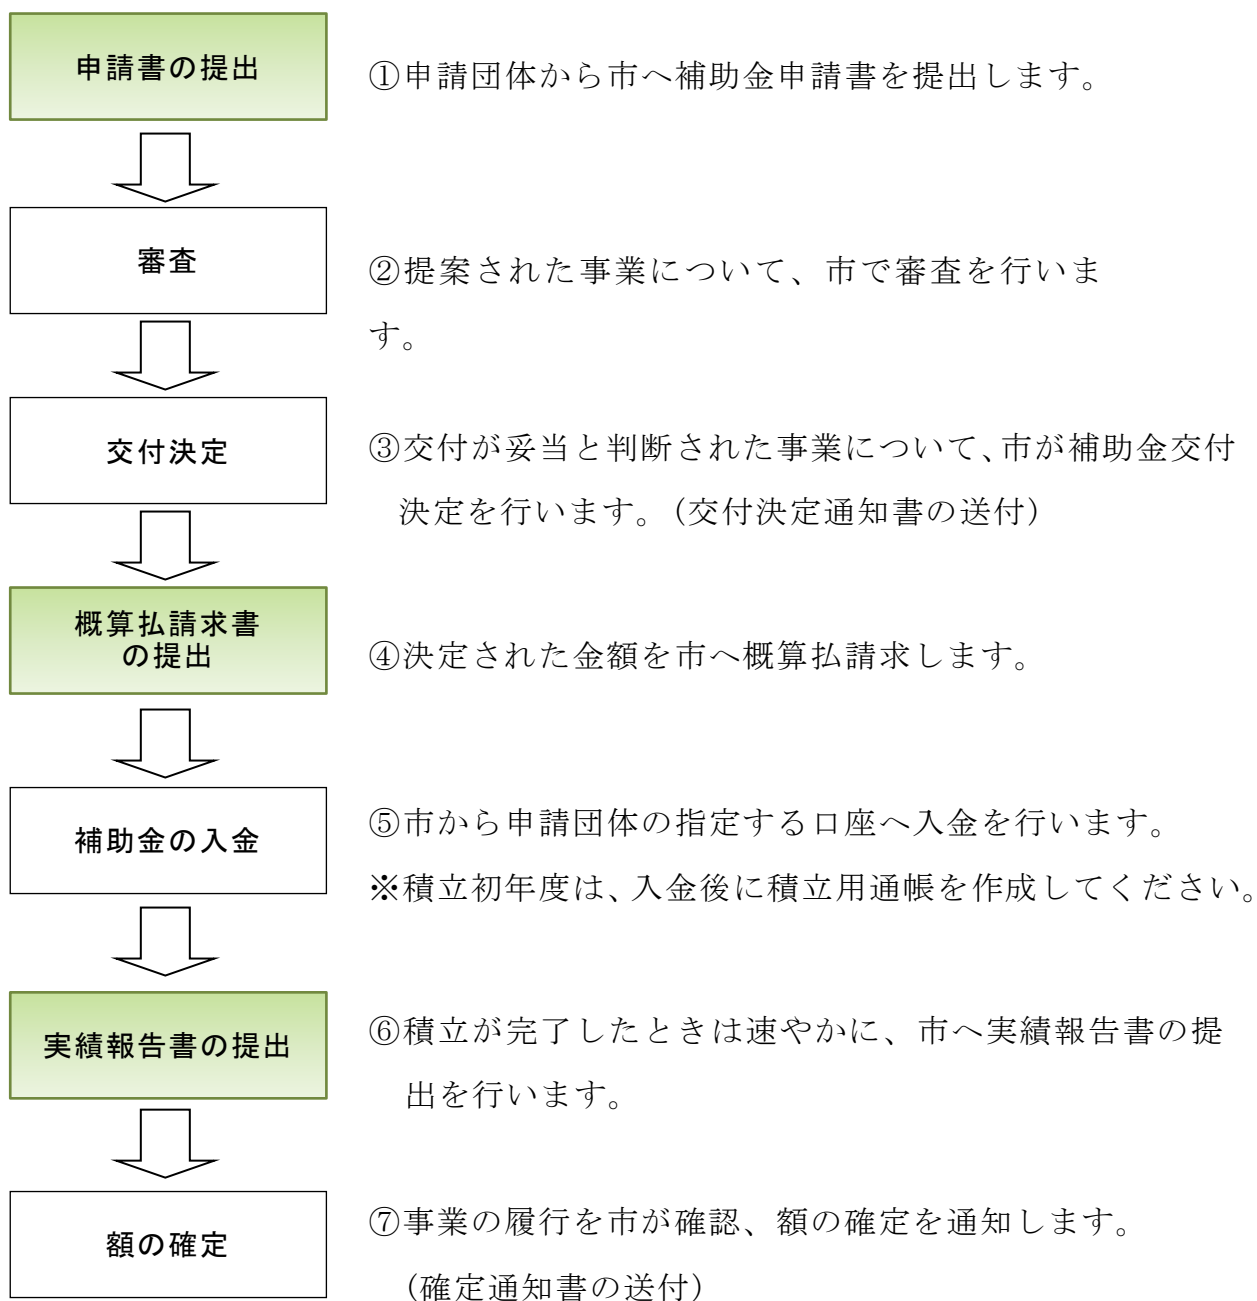 申請書の提出
①申請団体から市へ補助金申請書を提出します。
審査
②提案された事業について、市で審査を行いま
す。
交付決定
③交付が妥当と判断された事業について、市が補助金交付
決定を行います。（交付決定通知書の送付）
概算払請求書
の提出
④決定された金額を市へ概算払請求します。
補助金の入金
⑤市から申請団体の指定する口座へ入金を行います。
※積立初年度は、入金後に積立用通帳を作成してください。
実績報告書の提出
⑥積立が完了したときは速やかに、市へ実績報告書の提
出を行います。
額の確定
⑦事業の履行を市が確認、額の確定を通知します。
（確定通知書の送付）